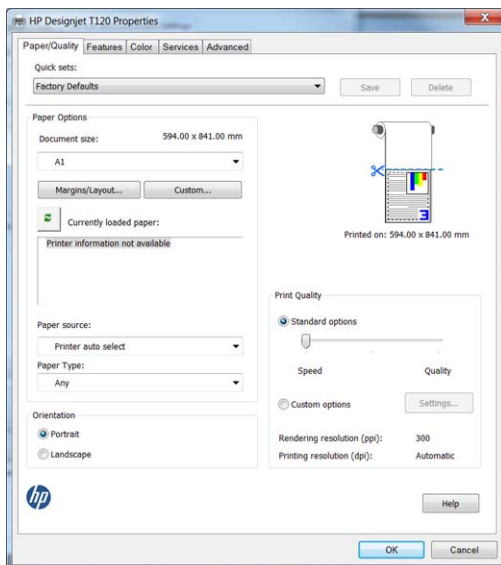 HP Designjet T120 Properties
Paper/Quality Features Color Services Advanced
Quick sets:
Factory Defaults
Save
Delete
Paper Options
Document size: 594.00 x 841.00 mm
A1
Margins/Layout...
Custom...
Currently loaded paper:
Printer information not available
Paper source:
Printer auto select
Paper Type:
Any
Orientation
Portrait
Landscape
3
Printed on: 594.00 x 841.00 mm
Print Quality
Standard options
Speed Quality
Custom options
Settings...
Rendering resolution (ppi): 300
Printing resolution (dpi): Automatic
hp
Help
OK
Cancel